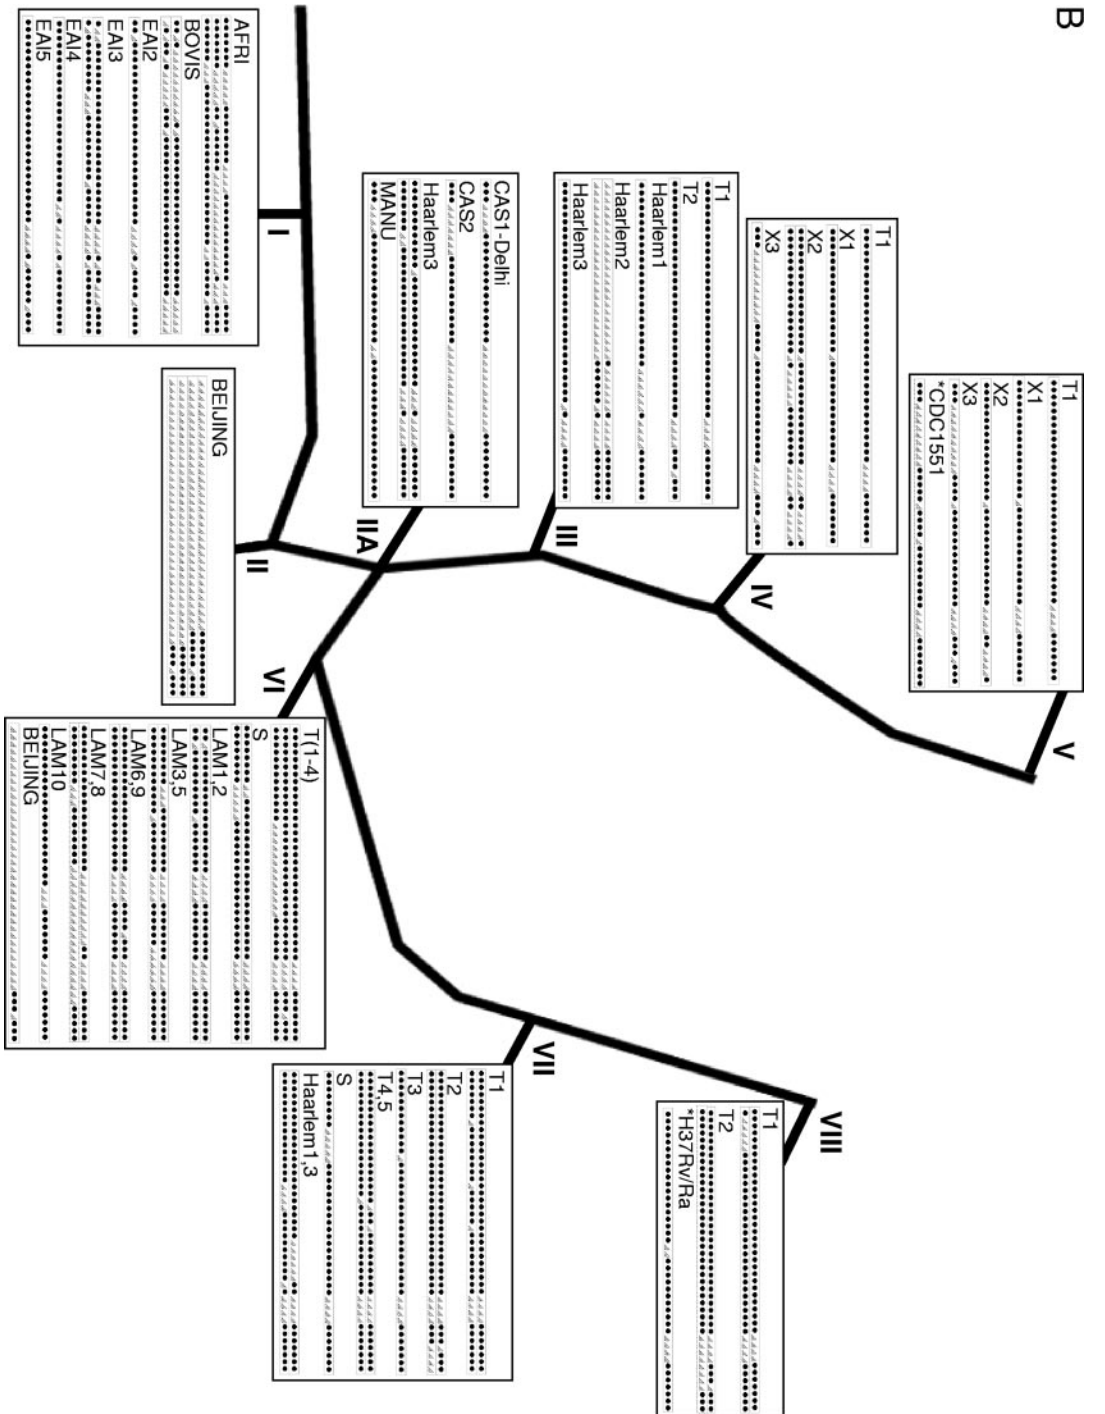 B
AFRI
BOVIS
EAI2
EAI3
EAI4
EAI5
I
BEIJING
II
CAS1-Delhi
CAS2
Haarlem3
MANU
IIA
T1
T2
Haarlem1
Haarlem2
Haarlem3
III
T1
X1
X2
X3
IV
T1
X1
X2
X3
*CDC1551
V
T(1-4)
S
LAM1,2
LAM3,5
LAM6,9
LAM7,8
LAM10
BEIJING
VI
T1
T2
T3
T4,5
S
Haarlem1,3
VII
T1
T2
*H37Rv/Ra
VIII